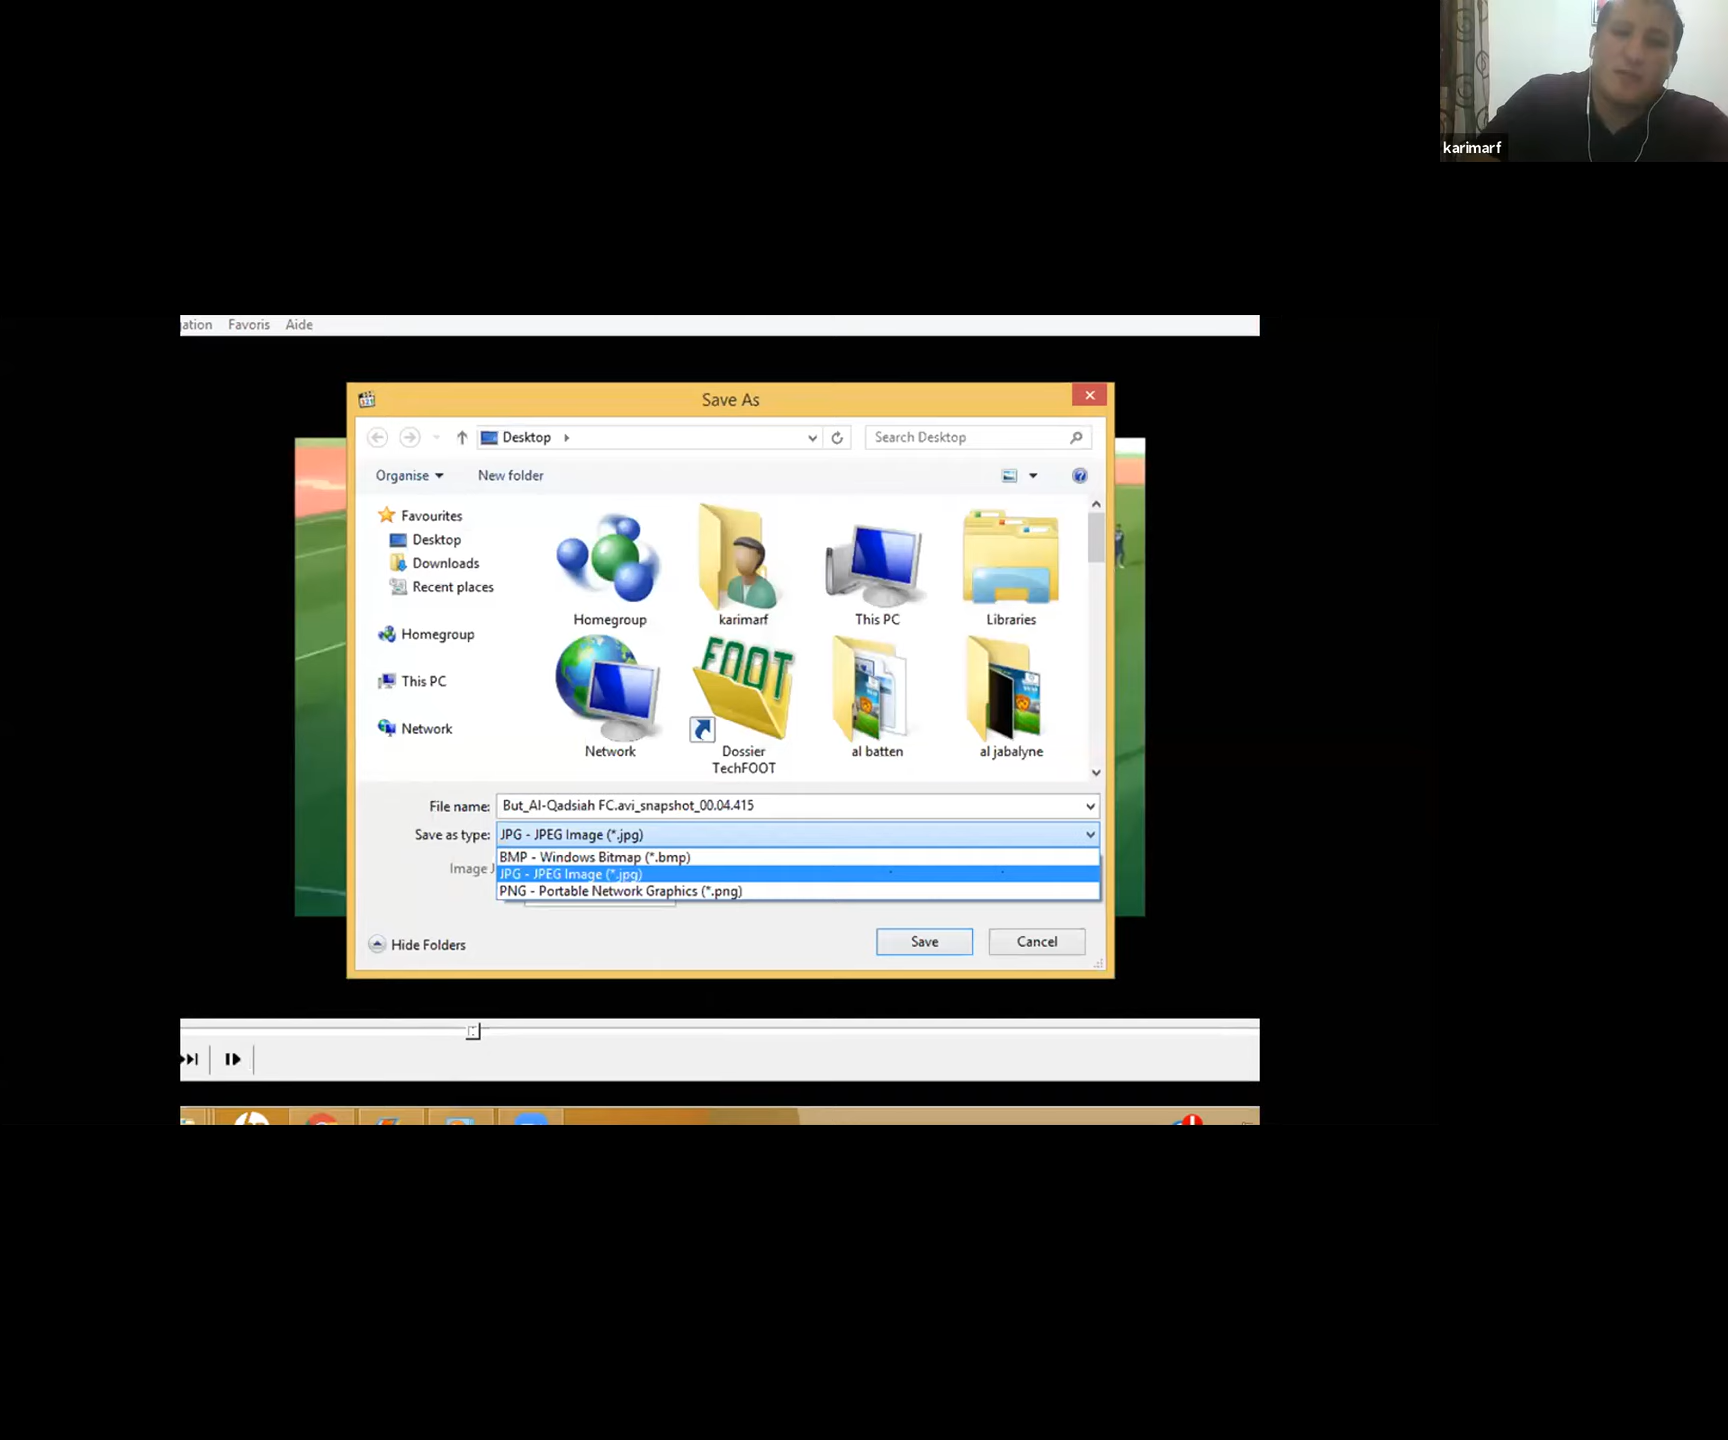 karimarf
ation Favoris Aide
Save As
Desktop
Search Desktop
Organise
New folder
Favourites
Desktop
Downloads
Recent places
Homegroup
This PC
Network
Homegroup
karimarf
This PC
Libraries
FOOT
Network
Dossier
TechFOOT
al batten
al jabalyne
File name: But_Al-Qadsiah FC.avi_snapshot_00.04.415
Save as type: JPG - JPEG Image (*.jpg)
BMP - Windows Bitmap (*.bmp)
Image J
JPG - JPEG Image (*.jpg)
PNG - Portable Network Graphics (*.png)
Hide Folders
Save
Cancel